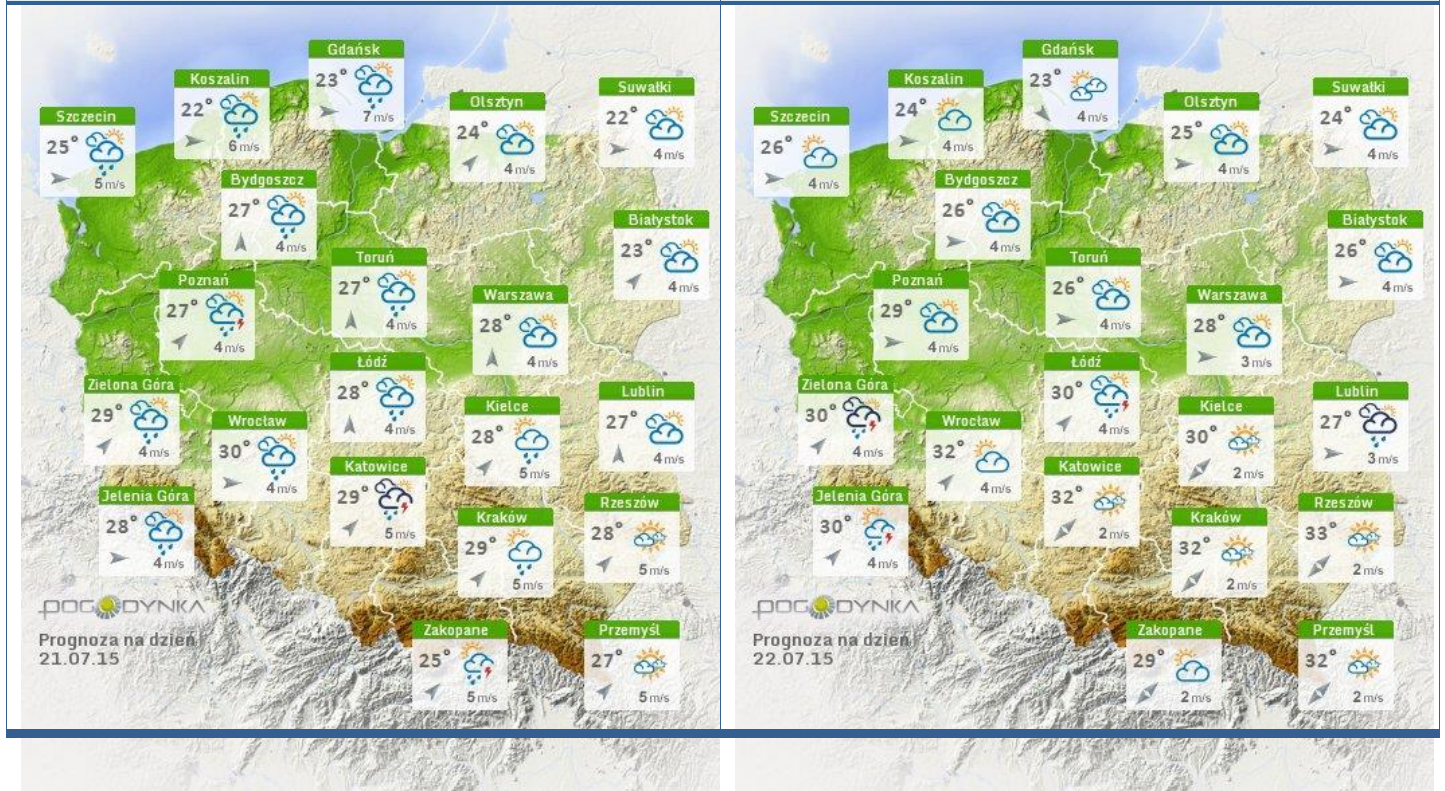 Gdańsk
23°
7 m/s
Koszalin
22°
6 m/s
Suwałki
22°
4 m/s
Olsztyn
24°
4 m/s
Szczecin
25°
5 m/s
Bydgoszcz
27°
4 m/s
Białystok
23°
4 m/s
Toruń
27°
4 m/s
Poznań
27°
4 m/s
Warszawa
28°
4 m/s
Łódź
28°
4 m/s
Zielona Góra
29°
4 m/s
Lublin
27°
4 m/s
Kielce
28°
5 m/s
Wrocław
30°
4 m/s
Katowice
29°
5 m/s
Jelenia Góra
28°
4 m/s
Rzeszów
28°
5 m/s
Kraków
29°
5 m/s
POGODYNKA
Zakopane
25°
5 m/s
Przemyśl
27°
5 m/s
Prognoza na dzień
21.07.15
Gdańsk
23°
4 m/s
Koszalin
24°
4 m/s
Suwałki
24°
4 m/s
Olsztyn
25°
4 m/s
Szczecin
26°
4 m/s
Bydgoszcz
26°
4 m/s
Białystok
26°
4 m/s
Toruń
26°
4 m/s
Poznań
29°
4 m/s
Warszawa
28°
3 m/s
Łódź
30°
4 m/s
Zielona Góra
30°
4 m/s
Lublin
27°
3 m/s
Kielce
30°
2 m/s
Wrocław
32°
4 m/s
Katowice
32°
2 m/s
Jelenia Góra
30°
4 m/s
Rzeszów
33°
2 m/s
Kraków
32°
2 m/s
POGODYNKA
Zakopane
29°
2 m/s
Przemyśl
32°
2 m/s
Prognoza na dzień
22.07.15